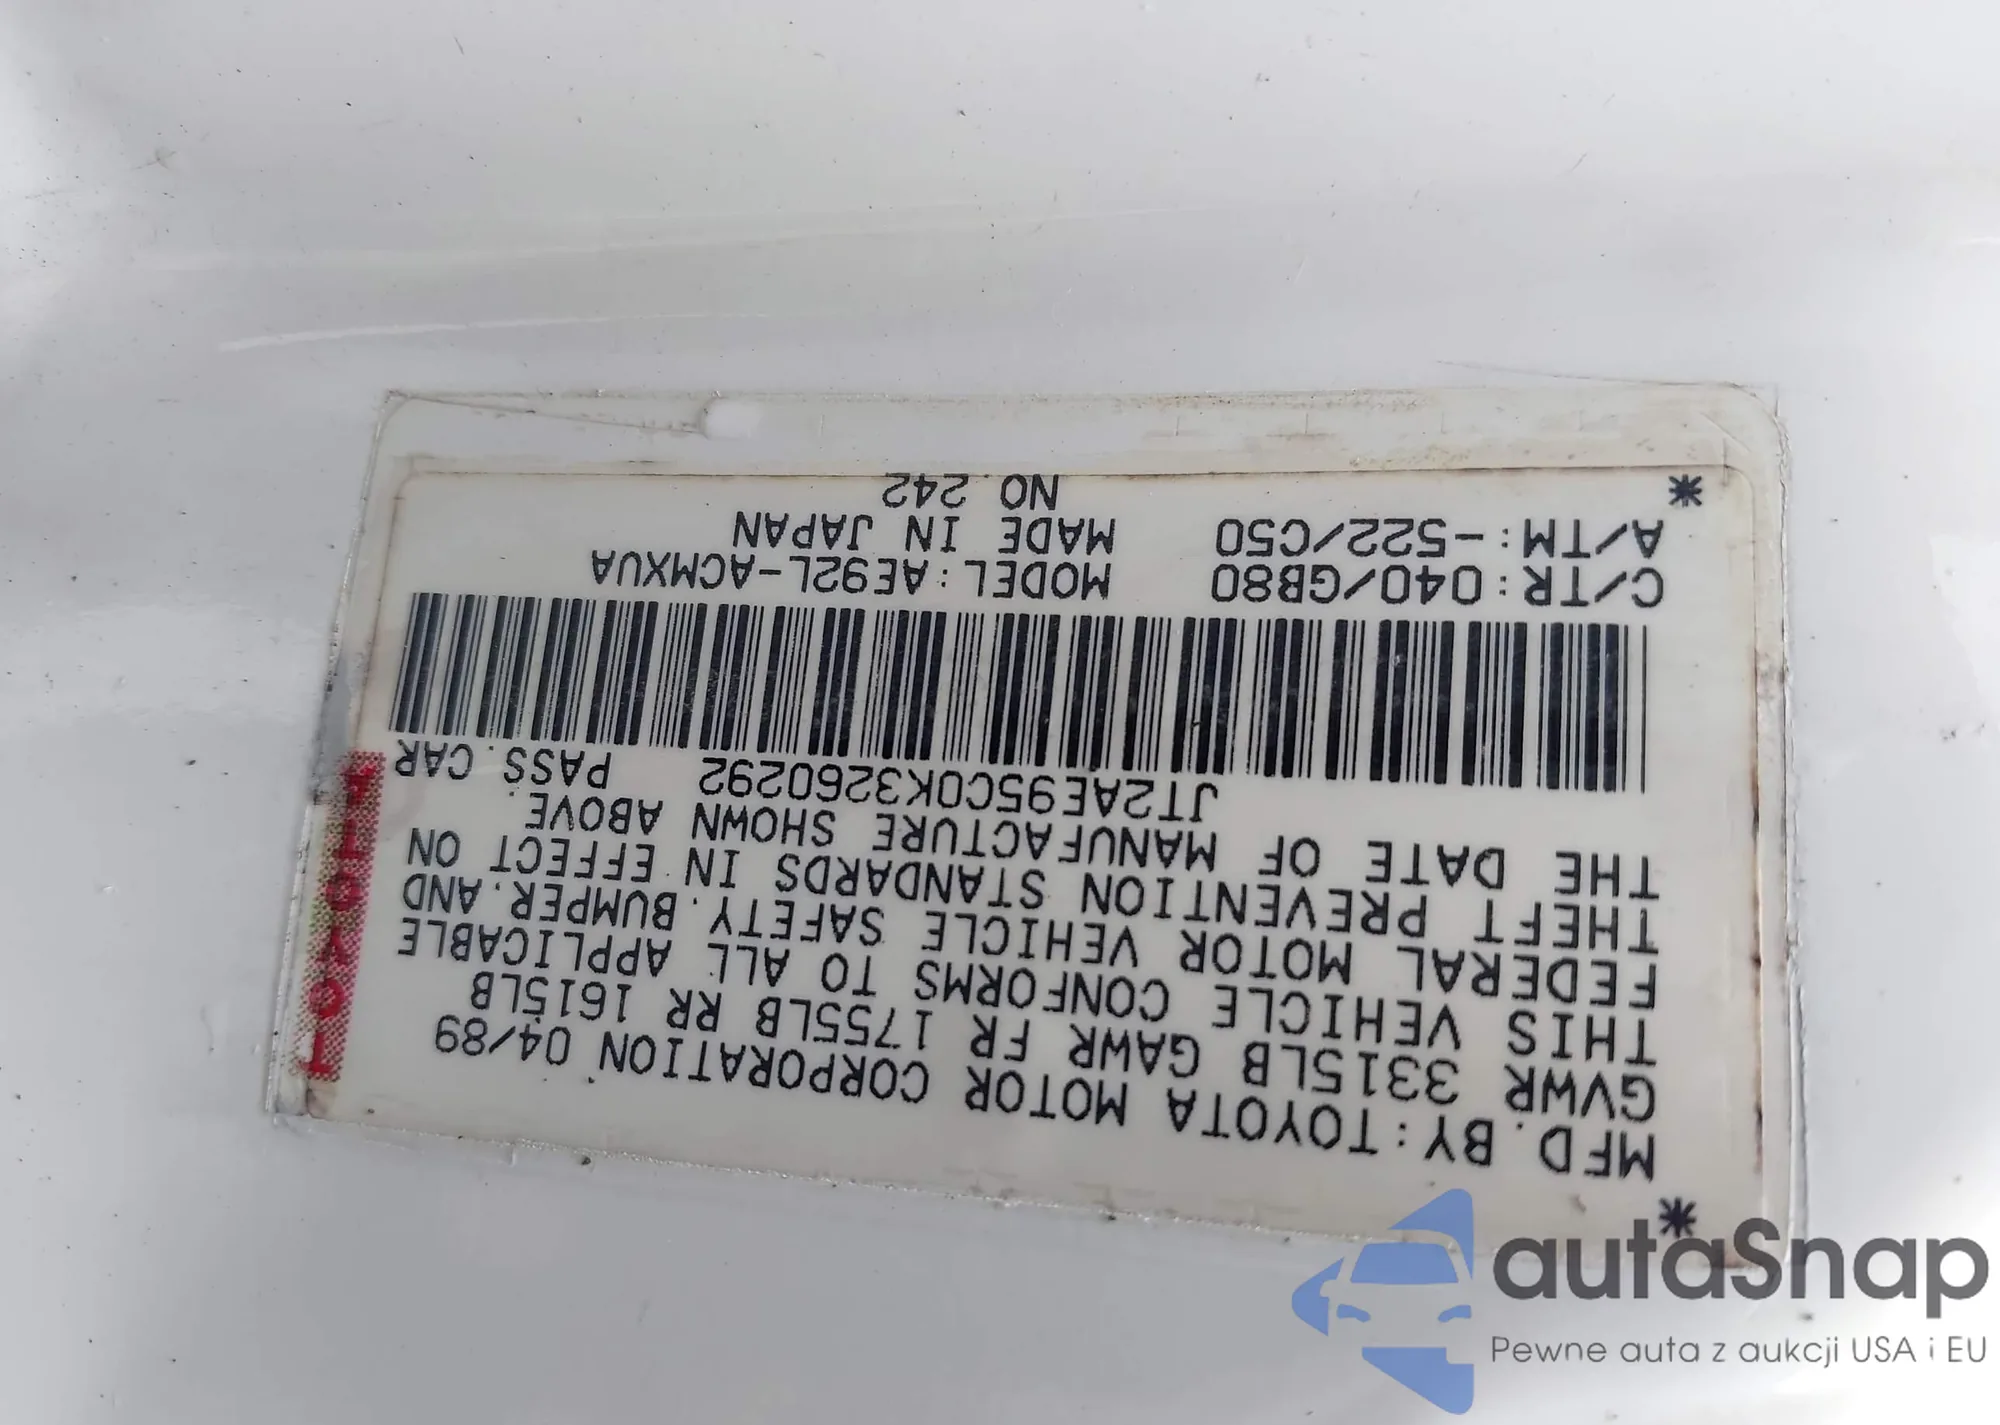 *
MFD. BY: TOYOTA MOTOR CORPORATION 04/89
GVWR 3315LB GAWR FR 1755LB RR 1615LB
THIS VEHICLE CONFORMS TO ALL APPLICABLE
FEDERAL MOTOR VEHICLE SAFETY. BUMPER. AND
THEFT PREVENTION STANDARDS IN EFFECT ON
THE DATE OF MANUFACTURE SHOWN ABOVE.
JT2AE95C0K3260292 PASS. CAR
C/TR: 040/GB80 MODEL: AE92L-ACMXUA
A/TM: -522/C50 MADE IN JAPAN
* NO. 242
TOYOTA
autaSnap
Pewne auta z aukcji USA i EU